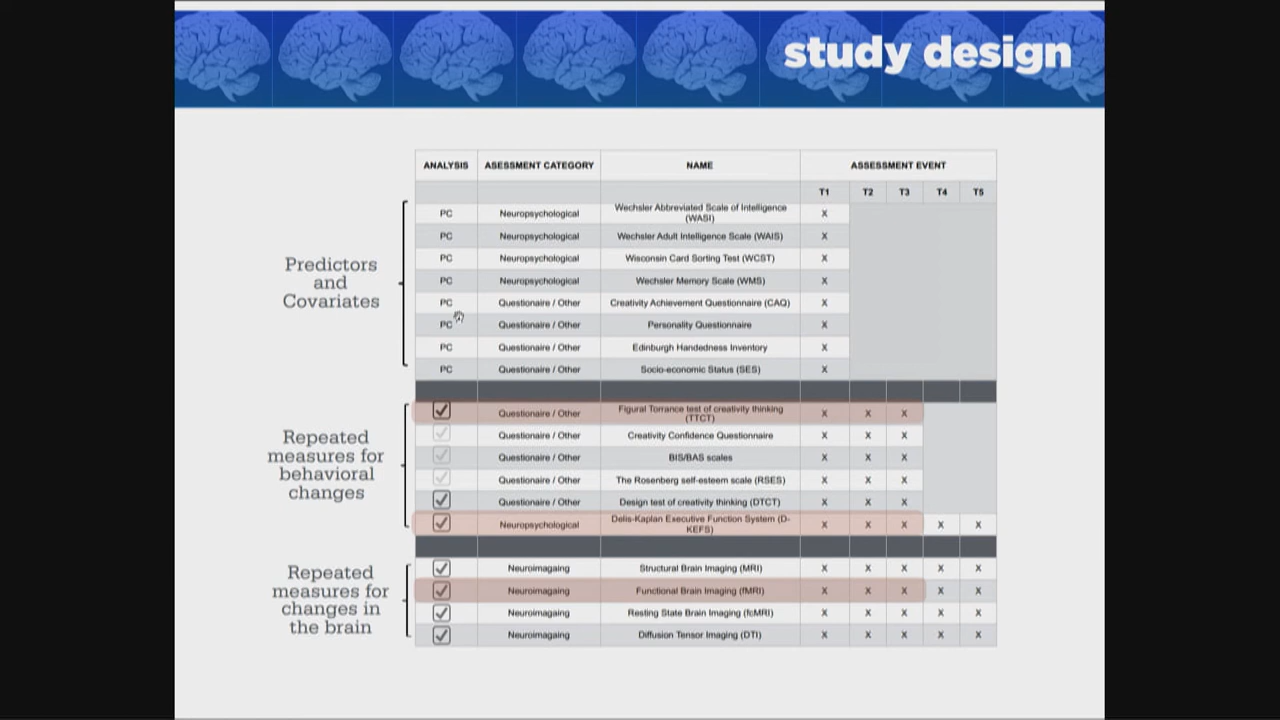 study design
ANALYSIS ASESSMENT CATEGORY NAME ASSESSMENT EVENT
T1 T2 T3 T4 T5
Predictors
and
Covariates
PC Neuropsychological Wechsler Abbreviated Scale of Intelligence
(WASI) X
PC Neuropsychological Wechsler Adult Intelligence Scale (WAIS) X
PC Neuropsychological Wisconsin Card Sorting Test (WCST) X
PC Neuropsychological Wechsler Memory Scale (WMS) X
PC Questionaire / Other Creativity Achievement Questionnaire (CAQ) X
PC Questionaire / Other Personality Questionnaire X
PC Questionaire / Other Edinburgh Handedness Inventory X
PC Questionaire / Other Socio-economic Status (SES) X
Repeated
measures for
behavioral
changes
Questionaire / Other Figural Torrance test of creativity thinking
(TTCT) X X X
Questionaire / Other Creativity Confidence Questionnaire X X X
Questionaire / Other BIS/BAS scales X X X
Questionaire / Other The Rosenberg self-esteem scale (RSES) X X X
Questionaire / Other Design test of creativity thinking (DTCT) X X X
Neuropsychological Delis-Kaplan Executive Function System (D-
KEFS) X X X X X
Repeated
measures for
changes in
the brain
Neuroimagaing Structural Brain Imaging (MRI) X X X X X
Neuroimagaing Functional Brain Imaging (fMRI) X X X X X
Neuroimagaing Resting State Brain Imaging (fcMRI) X X X X X
Neuroimagaing Diffusion Tensor Imaging (DTI) X X X X X